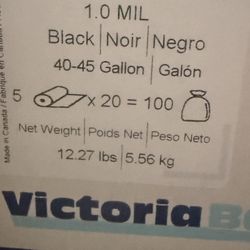 1.0 MIL
Black | Noir | Negro
40-45 Gallon | Galón
5 x 20 = 100
Net Weight | Poids Net | Peso Neto
12.27 lbs | 5.56 kg
Victoria
Made in Canada / Fabriqué en Canada